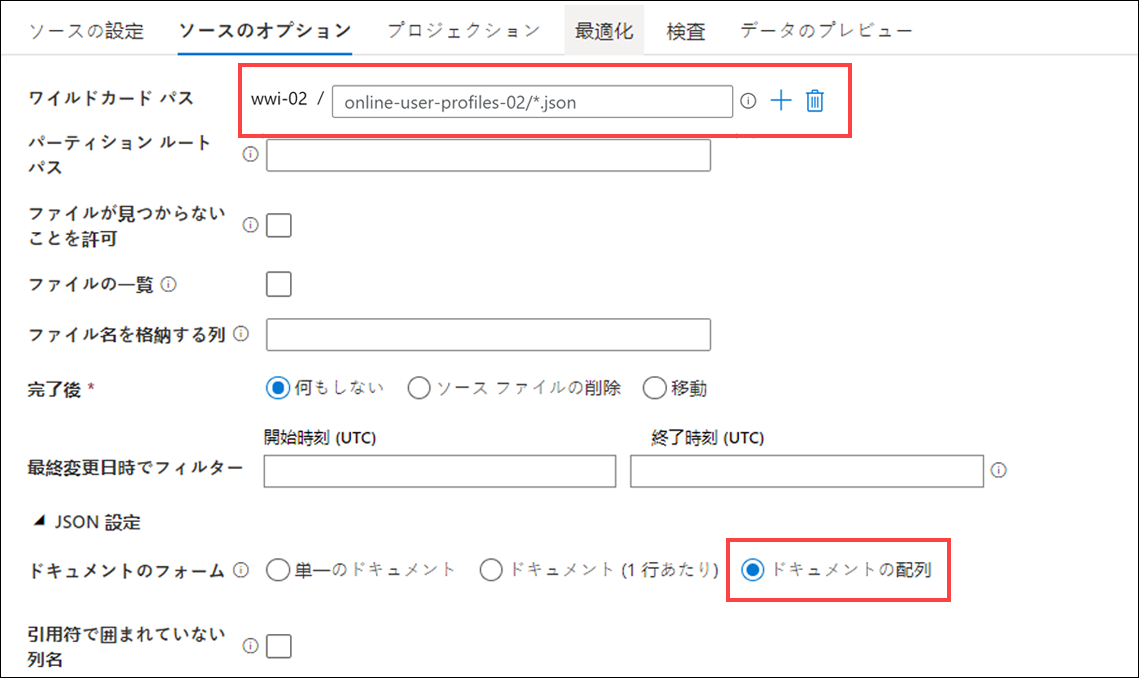 ソースの設定 ソースのオプション プロジェクション 最適化 検査 データのプレビュー
ワイルドカード パス wwi-02 / online-user-profiles-02/*.json
パーティション ルート
パス
ファイルが見つからない
ことを許可
ファイルの一覧
ファイル名を格納する列
完了後 * 何もしない ソース ファイルの削除 移動
開始時刻 (UTC) 終了時刻 (UTC)
最終変更日時でフィルター
JSON 設定
ドキュメントのフォーム 単一のドキュメント ドキュメント (1 行あたり) ドキュメントの配列
引用符で囲まれていない
列名